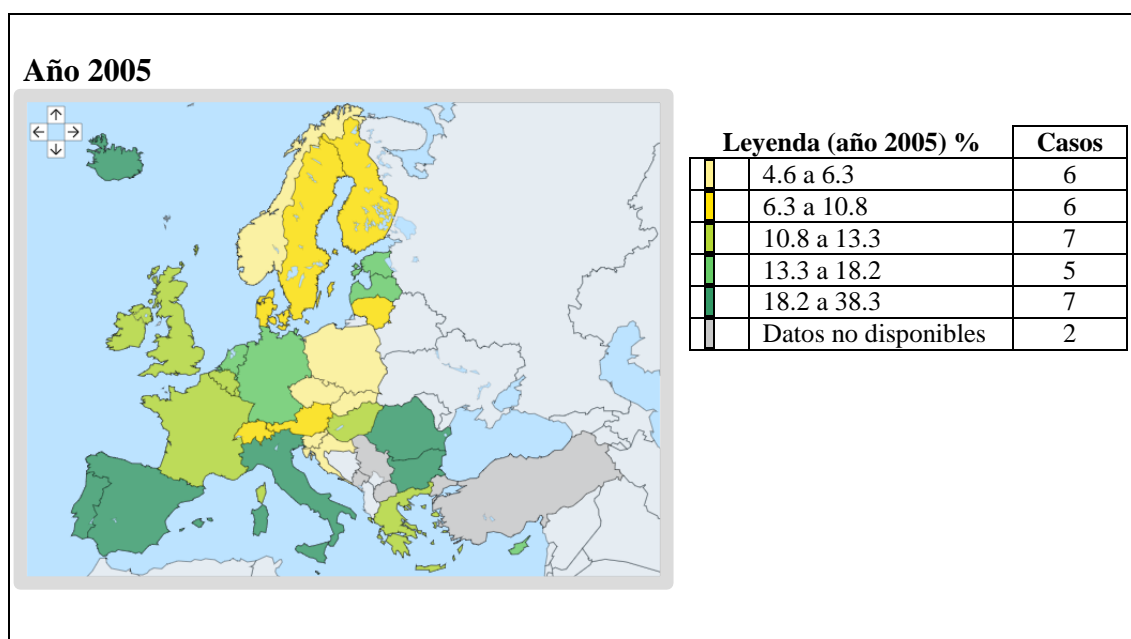 Año 2005
Leyenda (año 2005) % Casos
4.6 a 6.3 6
6.3 a 10.8 6
10.8 a 13.3 7
13.3 a 18.2 5
18.2 a 38.3 7
Datos no disponibles 2